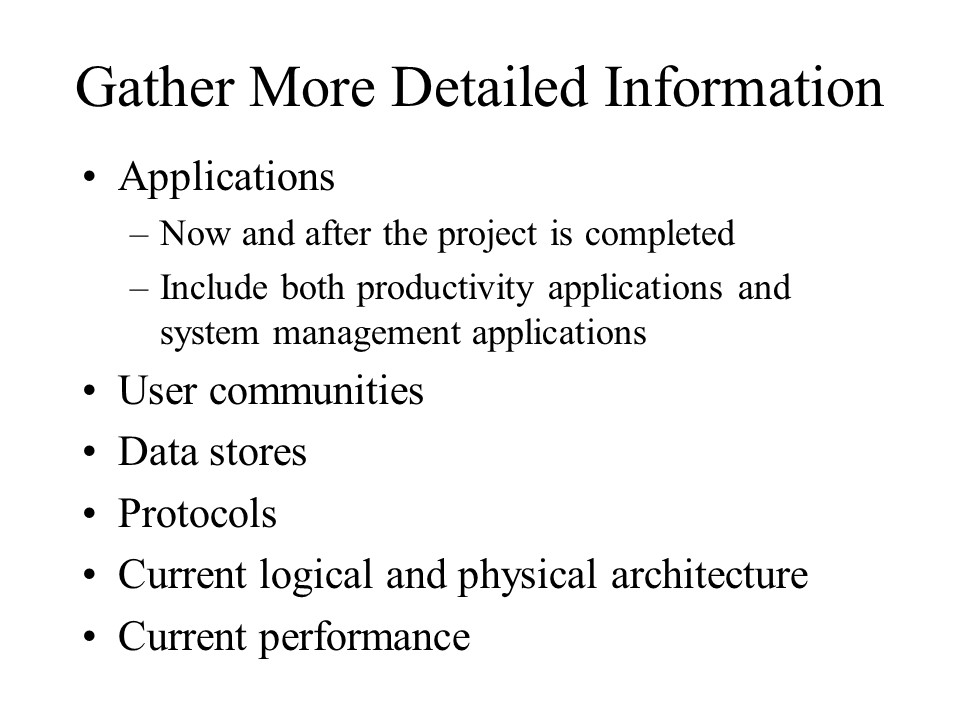 Gather More Detailed Information
• Applications
– Now and after the project is completed
– Include both productivity applications and
system management applications
• User communities
• Data stores
• Protocols
• Current logical and physical architecture
• Current performance